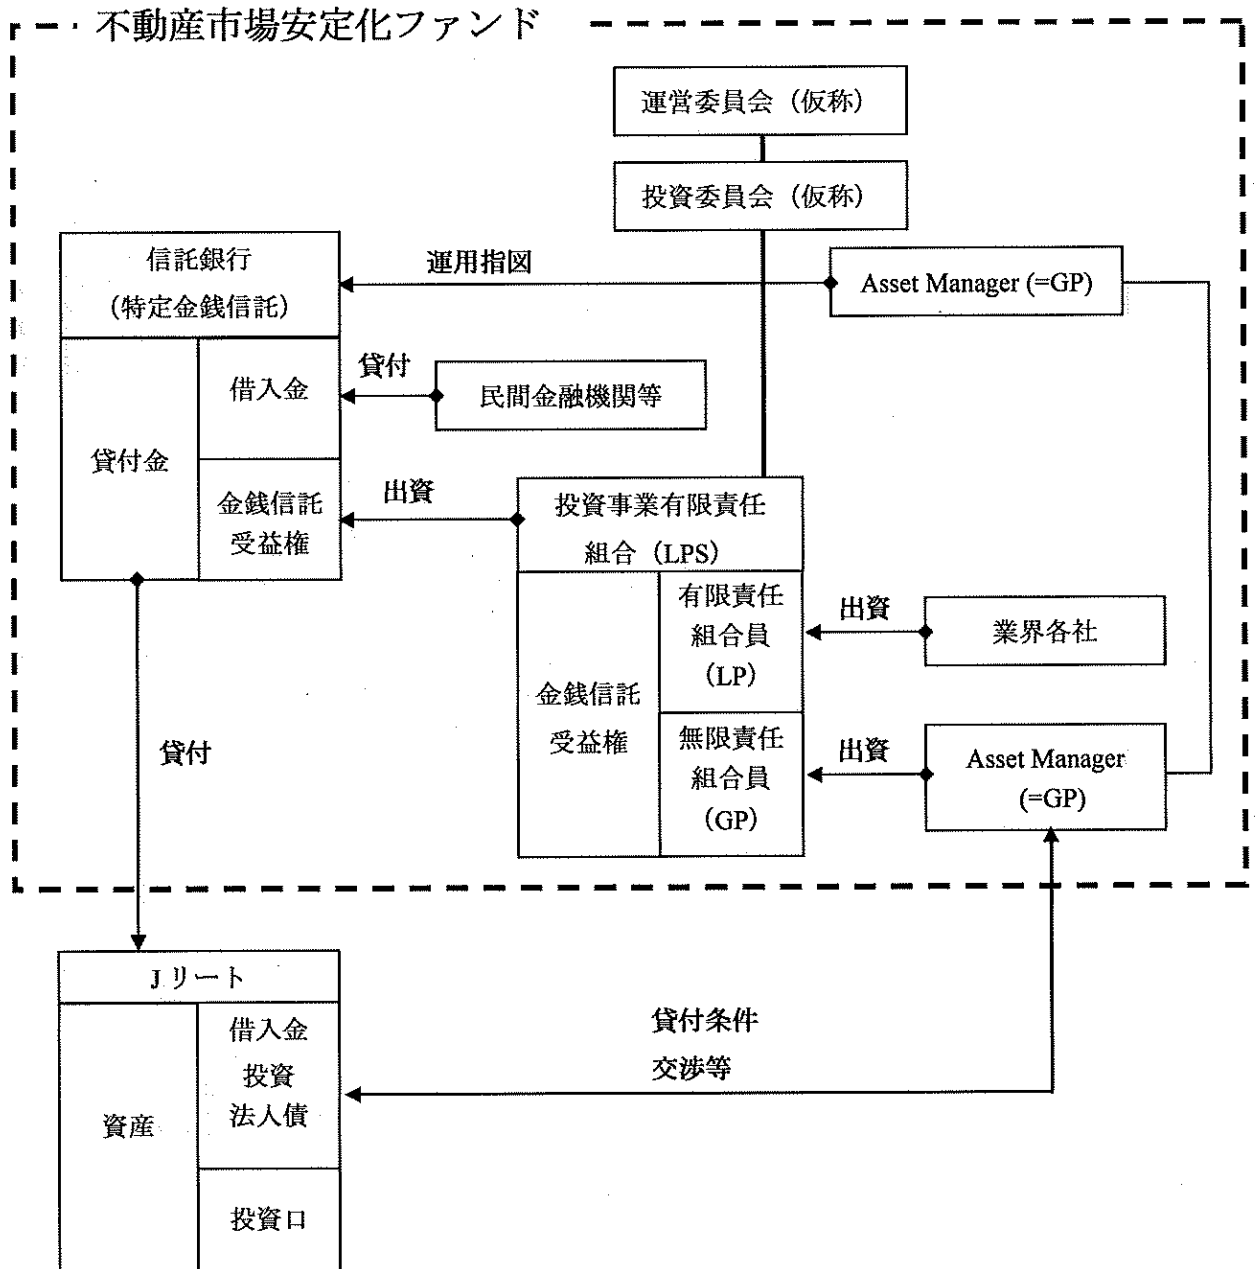 不動産市場安定化ファンド
運営委員会（仮称）
投資委員会（仮称）
信託銀行
（特定金銭信託）
運用指図
Asset Manager (=GP)
貸付金
借入金
貸付
民間金融機関等
金銭信託
受益権
出資
投資事業有限責任
組合（LPS）
金銭信託
受益権
有限責任
組合員
（LP）
出資
業界各社
無限責任
組合員
（GP）
出資
Asset Manager
(=GP)
貸付
Jリート
資産
借入金
投資
法人債
投資口
貸付条件
交渉等